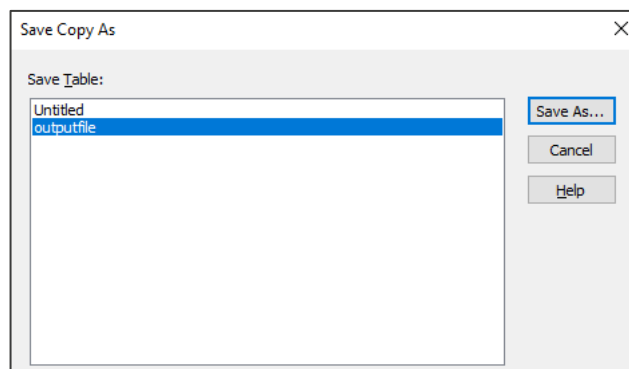 Save Copy As
Save Table:
Untitled
outputfile
Save As...
Cancel
Help